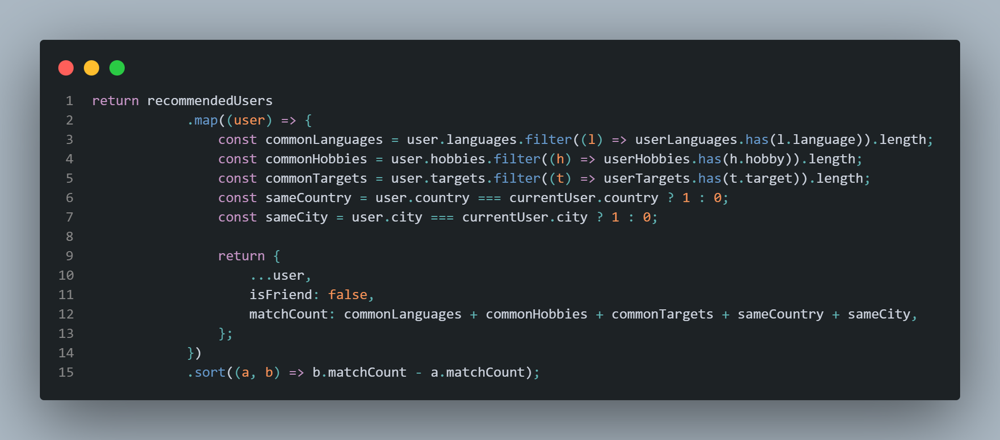 1 return recommendedUsers
2 .map((user) => {
3 const commonLanguages = user.languages.filter((l) => userLanguages.has(l.language)).length;
4 const commonHobbies = user.hobbies.filter((h) => userHobbies.has(h.hobby)).length;
5 const commonTargets = user.targets.filter((t) => userTargets.has(t.target)).length;
6 const sameCountry = user.country === currentUser.country ? 1 : 0;
7 const sameCity = user.city === currentUser.city ? 1 : 0;
8
9 return {
10 ...user,
11 isFriend: false,
12 matchCount: commonLanguages + commonHobbies + commonTargets + sameCountry + sameCity,
13 };
14 })
15 .sort((a, b) => b.matchCount - a.matchCount);